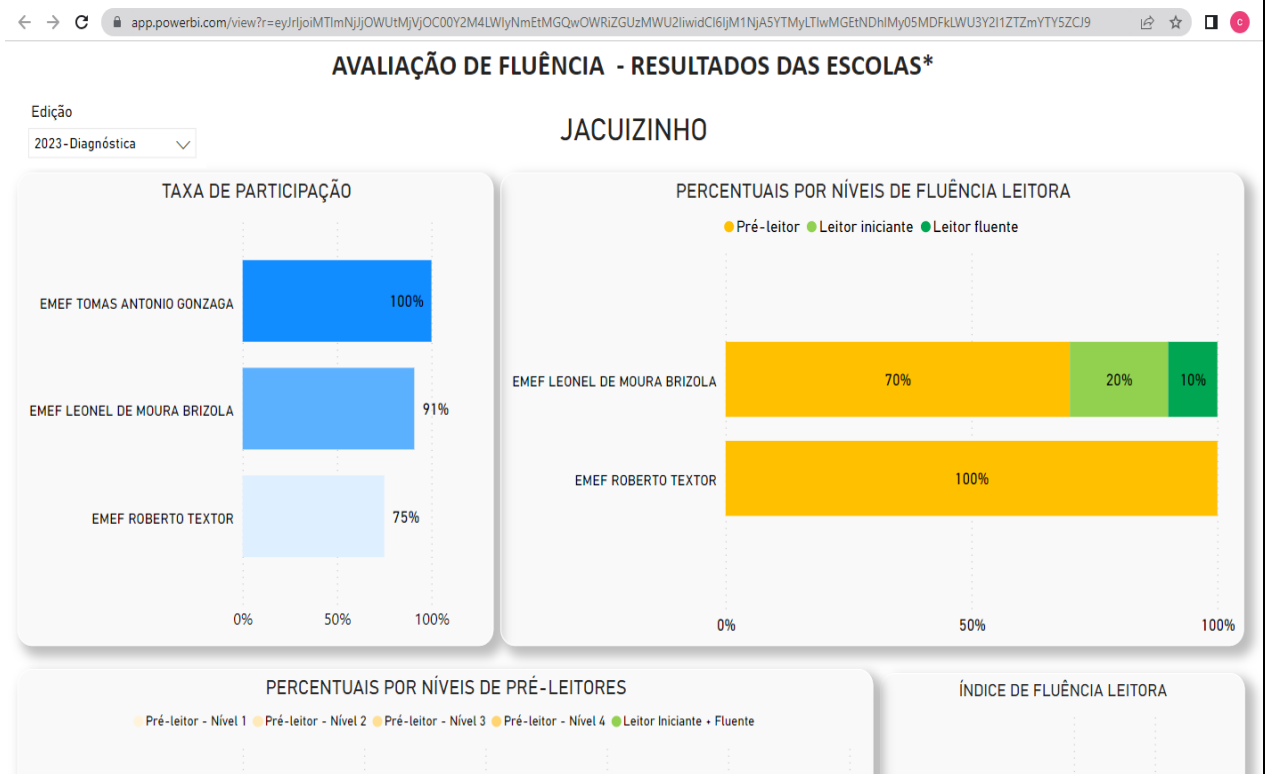 app.powerbi.com/view?r=eyJrIjoiMTImNjJjOWUtMjVjOC00Y2M4LWIyNmEtMGQwOWRiZGUzMWU2IiwidCI6IjM1NjA5YTMyLTIwMGEtNDhlMy05MDFkLWU3Y2I1ZTZmYTY5ZCJ9
C
AVALIAÇÃO DE FLUÊNCIA - RESULTADOS DAS ESCOLAS*
Edição
2023-Diagnóstica
JACUIZINHO
TAXA DE PARTICIPAÇÃO
EMEF TOMAS ANTONIO GONZAGA 100%
EMEF LEONEL DE MOURA BRIZOLA 91%
EMEF ROBERTO TEXTOR 75%
0% 50% 100%
PERCENTUAIS POR NÍVEIS DE FLUÊNCIA LEITORA
Pré-leitor Leitor iniciante Leitor fluente
EMEF LEONEL DE MOURA BRIZOLA 70% 20% 10%
EMEF ROBERTO TEXTOR 100%
0% 50% 100%
PERCENTUAIS POR NÍVEIS DE PRÉ-LEITORES
Pré-leitor - Nível 1 Pré-leitor - Nível 2 Pré-leitor - Nível 3 Pré-leitor - Nível 4 Leitor Iniciante + Fluente
ÍNDICE DE FLUÊNCIA LEITORA